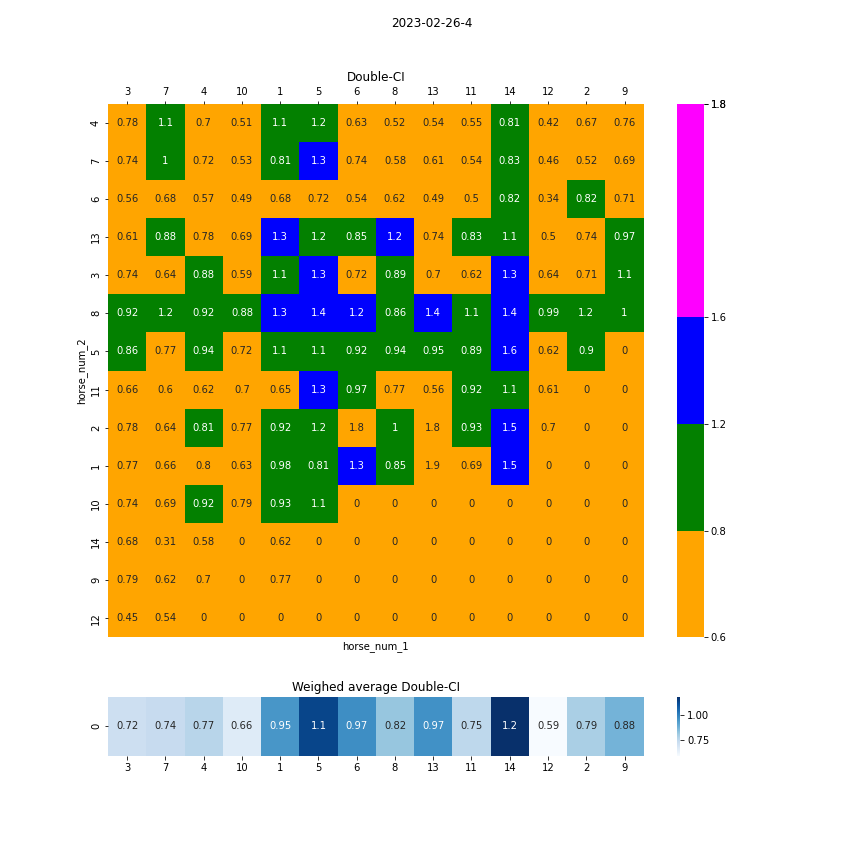 2023-02-26-4
Double-CI
3 7 4 10 1 5 6 8 13 11 14 12 2 9
4 0.78 1.1 0.7 0.51 1.1 1.2 0.63 0.52 0.54 0.55 0.81 0.42 0.67 0.76
7 0.74 1 0.72 0.53 0.81 1.3 0.74 0.58 0.61 0.54 0.83 0.46 0.52 0.69
6 0.56 0.68 0.57 0.49 0.68 0.72 0.54 0.62 0.49 0.5 0.82 0.34 0.82 0.71
13 0.61 0.88 0.78 0.69 1.3 1.2 0.85 1.2 0.74 0.83 1.1 0.5 0.74 0.97
3 0.74 0.64 0.88 0.59 1.1 1.3 0.72 0.89 0.7 0.62 1.3 0.64 0.71 1.1
8 0.92 1.2 0.92 0.88 1.3 1.4 1.2 0.86 1.4 1.1 1.4 0.99 1.2 1
5 0.86 0.77 0.94 0.72 1.1 1.1 0.92 0.94 0.95 0.89 1.6 0.62 0.9 0
11 0.66 0.6 0.62 0.7 0.65 1.3 0.97 0.77 0.56 0.92 1.1 0.61 0 0
2 0.78 0.64 0.81 0.77 0.92 1.2 1.8 1 1.8 0.93 1.5 0.7 0 0
1 0.77 0.66 0.8 0.63 0.98 0.81 1.3 0.85 1.9 0.69 1.5 0 0 0
10 0.74 0.69 0.92 0.79 0.93 1.1 0 0 0 0 0 0 0 0
14 0.68 0.31 0.58 0 0.62 0 0 0 0 0 0 0 0 0
9 0.79 0.62 0.7 0 0.77 0 0 0 0 0 0 0 0 0
12 0.45 0.54 0 0 0 0 0 0 0 0 0 0 0 0
horse_num_2
horse_num_1
1.8
1.8
1.6
1.2
0.8
0.6
Weighed average Double-CI
0 0.72 0.74 0.77 0.66 0.95 1.1 0.97 0.82 0.97 0.75 1.2 0.59 0.79 0.88
3 7 4 10 1 5 6 8 13 11 14 12 2 9
1.00
0.75